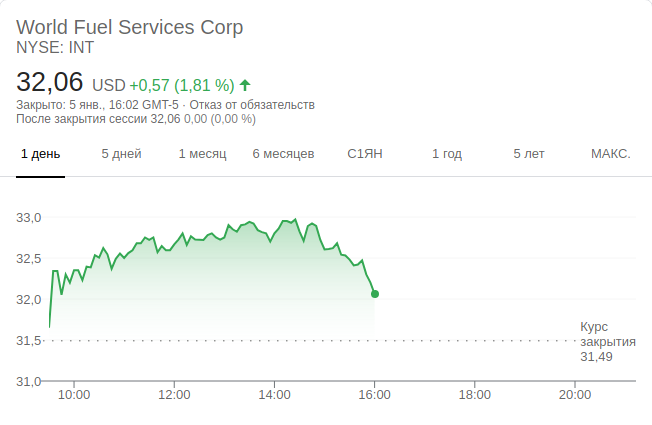 World Fuel Services Corp
NYSE: INT
32,06 USD +0,57 (1,81 %)
Закрыто: 5 янв., 16:02 GMT-5 · Отказ от обязательств
После закрытия сессии 32,06 0,00 (0,00 %)
1 день 5 дней 1 месяц 6 месяцев С1ЯН 1 год 5 лет МАКС.
33,0
32,5
32,0
31,5
31,0
Курс
закрытия
31,49
10:00 12:00 14:00 16:00 18:00 20:00